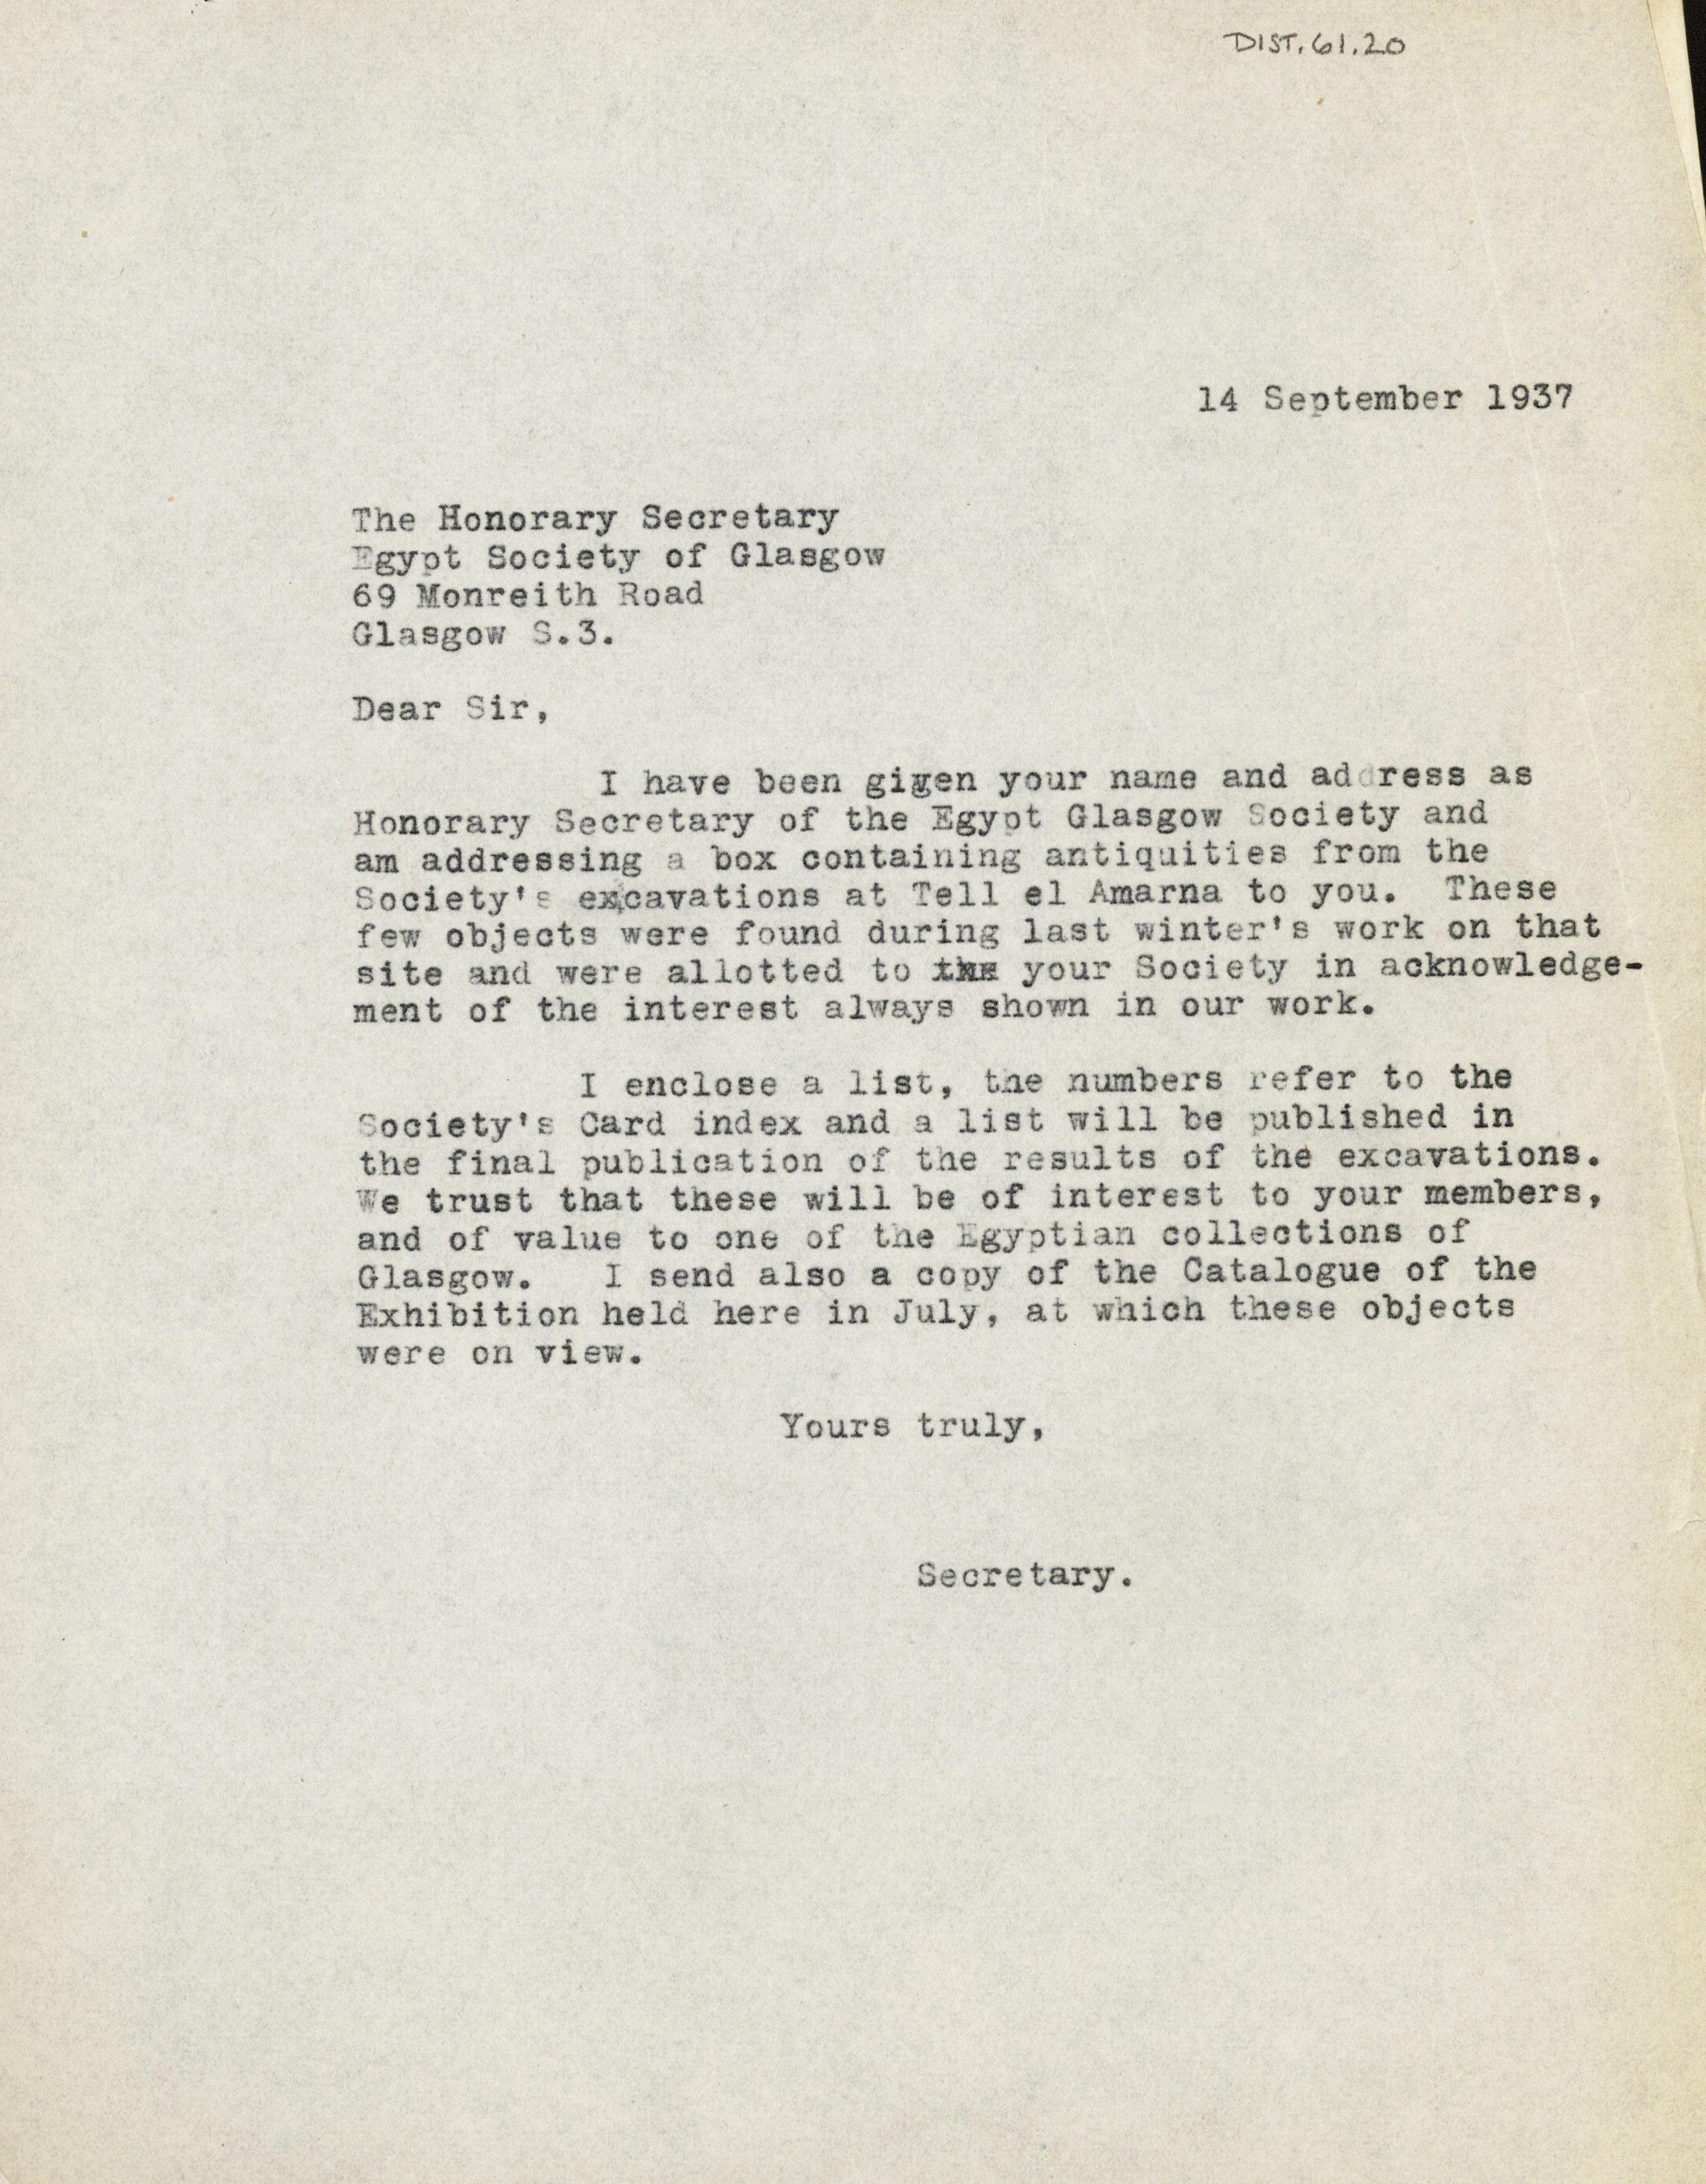 DIST.61.20
14 September 1937
The Honorary Secretary
Egypt Society of Glasgow
69 Monreith Road
Glasgow S.3.
Dear Sir,
I have been gigen your name and address as
Honorary Secretary of the Egypt Glasgow Society and
am addressing a box containing antiquities from the
Society's excavations at Tell el Amarna to you. These
few objects were found during last winter's work on that
site and were allotted to your Society in acknowledge-
ment of the interest always shown in our work.
I enclose a list, the numbers refer to the
Society's Card index and a list will be published in
the final publication of the results of the excavations.
We trust that these will be of interest to your members,
and of value to one of the Egyptian collections of
Glasgow. I send also a copy of the Catalogue of the
Exhibition held here in July, at which these objects
were on view.
Yours truly,
Secretary.